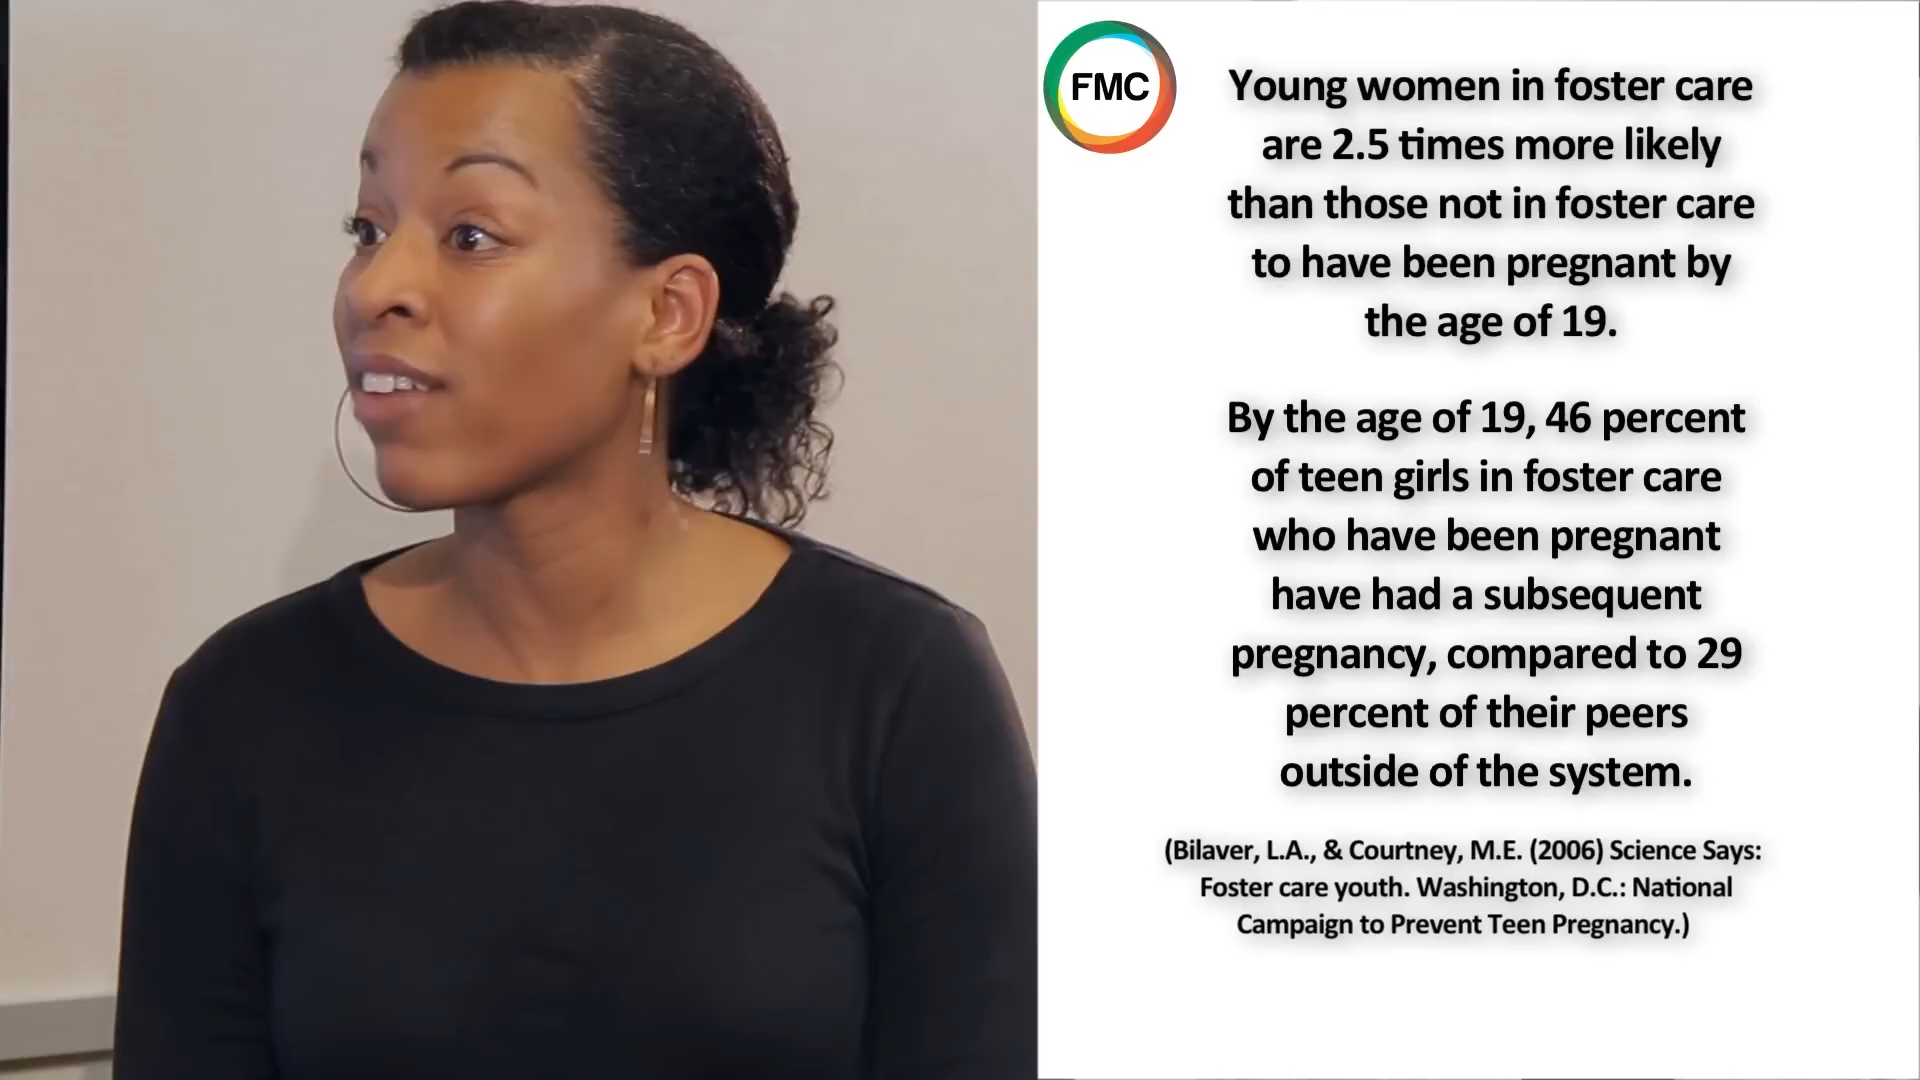 FMC
Young women in foster care
are 2.5 times more likely
than those not in foster care
to have been pregnant by
the age of 19.
By the age of 19, 46 percent
of teen girls in foster care
who have been pregnant
have had a subsequent
pregnancy, compared to 29
percent of their peers
outside of the system.
(Bilaver, L.A., & Courtney, M.E. (2006) Science Says:
Foster care youth. Washington, D.C.: National
Campaign to Prevent Teen Pregnancy.)